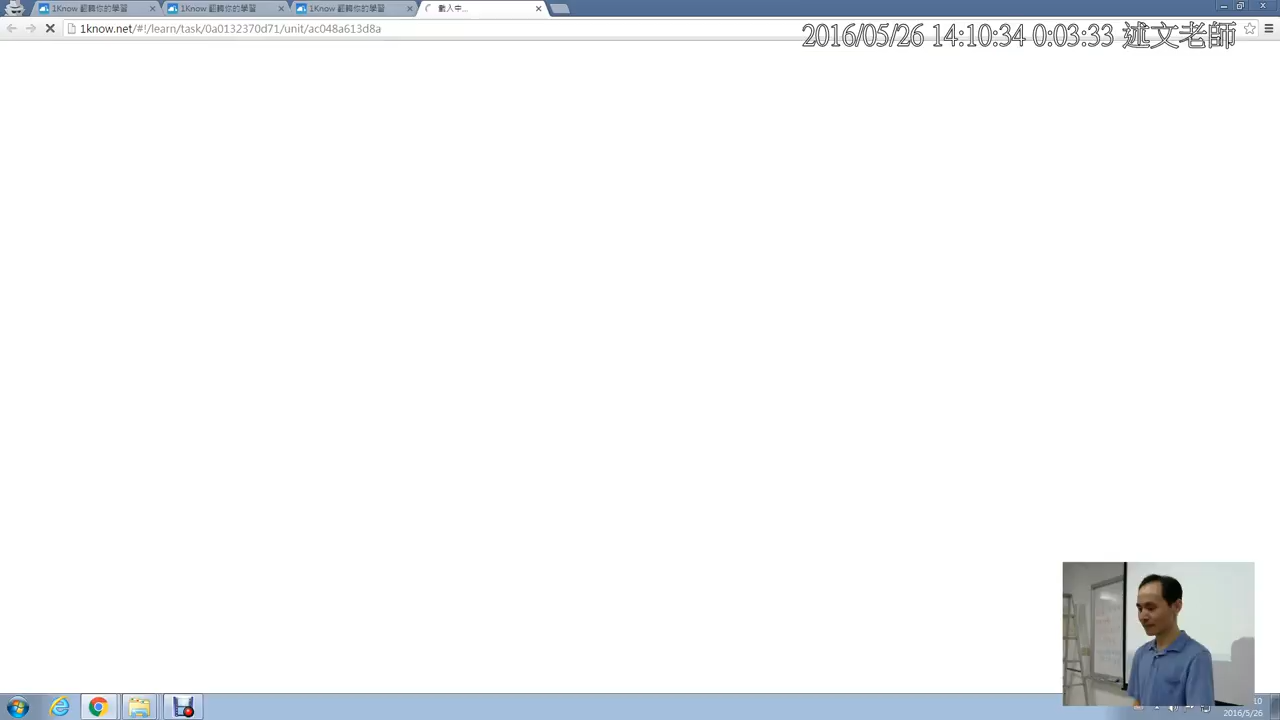 1Know 翻轉你的學習
1Know 翻轉你的學習
1Know 翻轉你的學習
載入中...
1know.net/#!/learn/task/0a0132370d71/unit/ac048a613d8a
2016/05/26 14:10:34 0:03:33 述文老師
10
2016/5/26